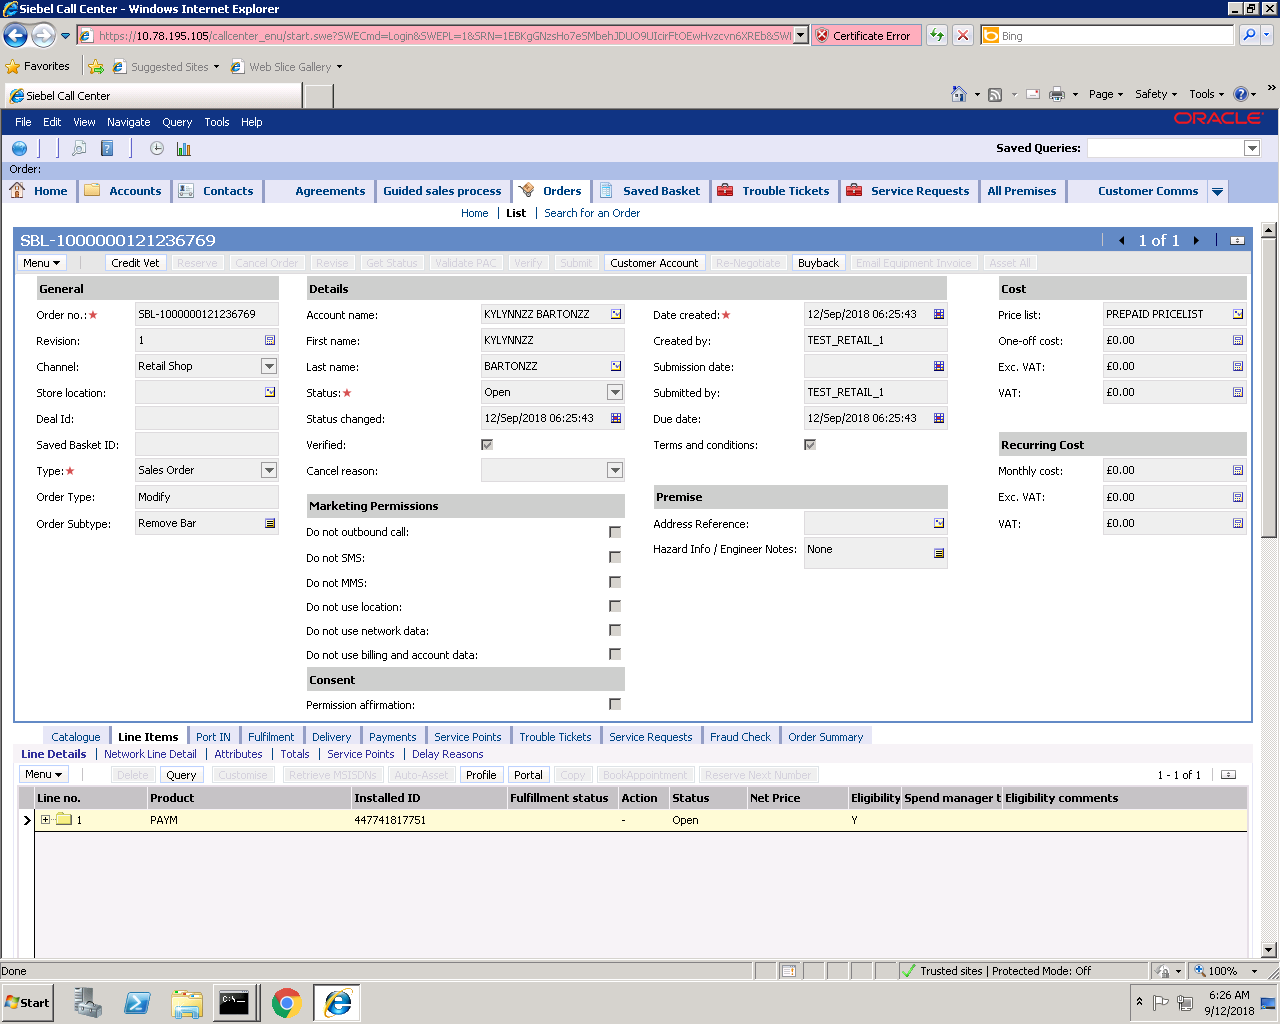 Siebel Call Center - Windows Internet Explorer
https://10.78.195.105/callcenter_enu/start.swe?SWECmd=Login&SWEPL=1&SRN= Certificate Error Bing
Favorites Suggested Sites Web Slice Gallery
Siebel Call Center Page Safety Tools
File Edit View Navigate Query Tools Help ORACLE
Saved Queries:
Order:
Home Accounts Contacts Agreements Guided sales process Orders Saved Basket Trouble Tickets Service Requests All Premises Customer Comms
Home List Search for an Order
SBL-1000000121236769 1 of 1
Menu Credit Vet Reserve Cancel Order Revise Get Status Validate PAC Verify Submit Customer Account Re-Negotiate Buyback Email Equipment Invoice Asset All
General Details Cost
Order no.:★ SBL-1000000121236769 Account name: KYLYNNZZ BARTONZZ Date created:★ 12/Sep/2018 06:25:43 Price list: PREPAID PRICELIST
Revision: 1 First name: KYLYNNZZ Created by: TEST_RETAIL_1 One-off cost: £0.00
Channel: Retail Shop Last name: BARTONZZ Submission date: Exc. VAT: £0.00
Store location: Status:★ Open Submitted by: TEST_RETAIL_1 VAT: £0.00
Deal Id: Status changed: 12/Sep/2018 06:25:43 Due date: 12/Sep/2018 06:25:43
Saved Basket ID: Verified: Terms and conditions: Recurring Cost
Type:★ Sales Order Cancel reason: Monthly cost: £0.00
Order Type: Modify Marketing Permissions Premise Exc. VAT: £0.00
Order Subtype: Remove Bar Do not outbound call: Address Reference: VAT: £0.00
Do not SMS: Hazard Info / Engineer Notes: None
Do not MMS:
Do not use location:
Do not use network data:
Do not use billing and account data:
Consent
Permission affirmation:
Catalogue Line Items Port IN Fulfilment Delivery Payments Service Points Trouble Tickets Service Requests Fraud Check Order Summary
Line Details Network Line Detail Attributes Totals Service Points Delay Reasons
Menu Delete Query Customise Retrieve MSISDNs Auto-Asset Profile Portal Copy BookAppointment Reserve Next Number 1 - 1 of 1
Line no. Product Installed ID Fulfillment status Action Status Net Price Eligibility Spend manager t Eligibility comments
1 PAYM 447741817751 - Open Y
Done Trusted sites | Protected Mode: Off 100%
Start 6:26 AM
9/12/2018